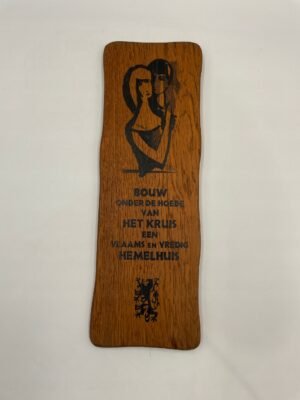 BOUW
ONDER DE HOEDE
VAN
HET KRUIS
EEN
VLAAMS EN VREDIG
HEMELHUIS